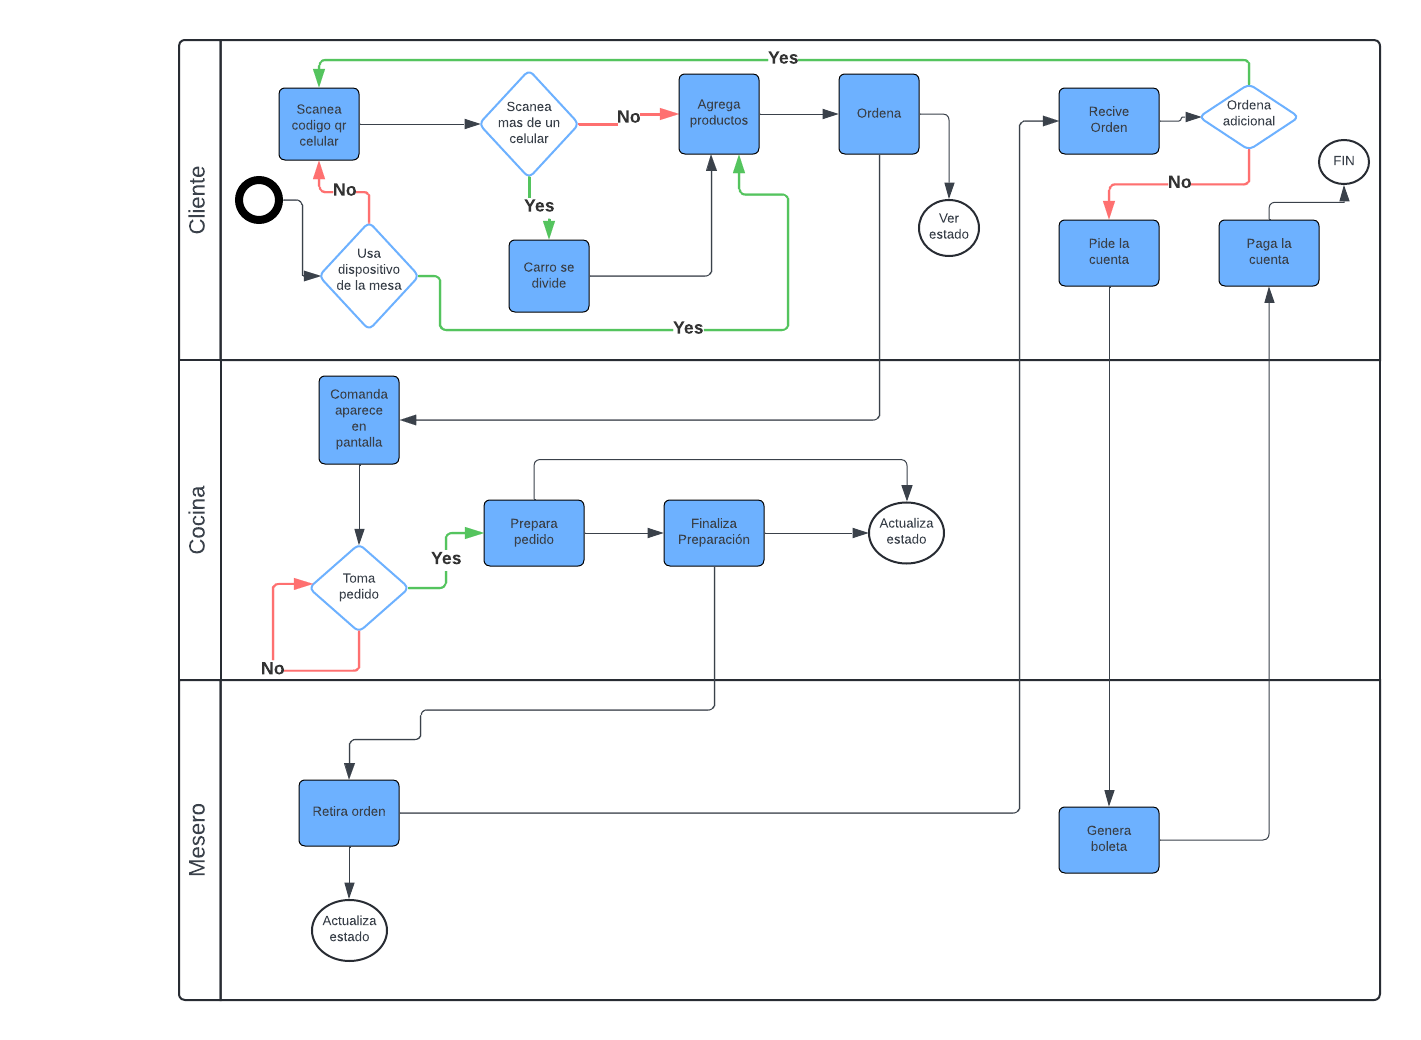 Cliente
Yes
Scanea
codigo qr
celular
Scanea
mas de un
celular
No
Agrega
productos
Ordena
Recive
Orden
Ordena
adicional
FIN
No
Yes
No
Usa
dispositivo
de la mesa
Carro se
divide
Ver
estado
Pide la
cuenta
Paga la
cuenta
Yes
Cocina
Comanda
aparece
en
pantalla
Prepara
pedido
Finaliza
Preparación
Actualiza
estado
Yes
Toma
pedido
No
Mesero
Retira orden
Genera
boleta
Actualiza
estado